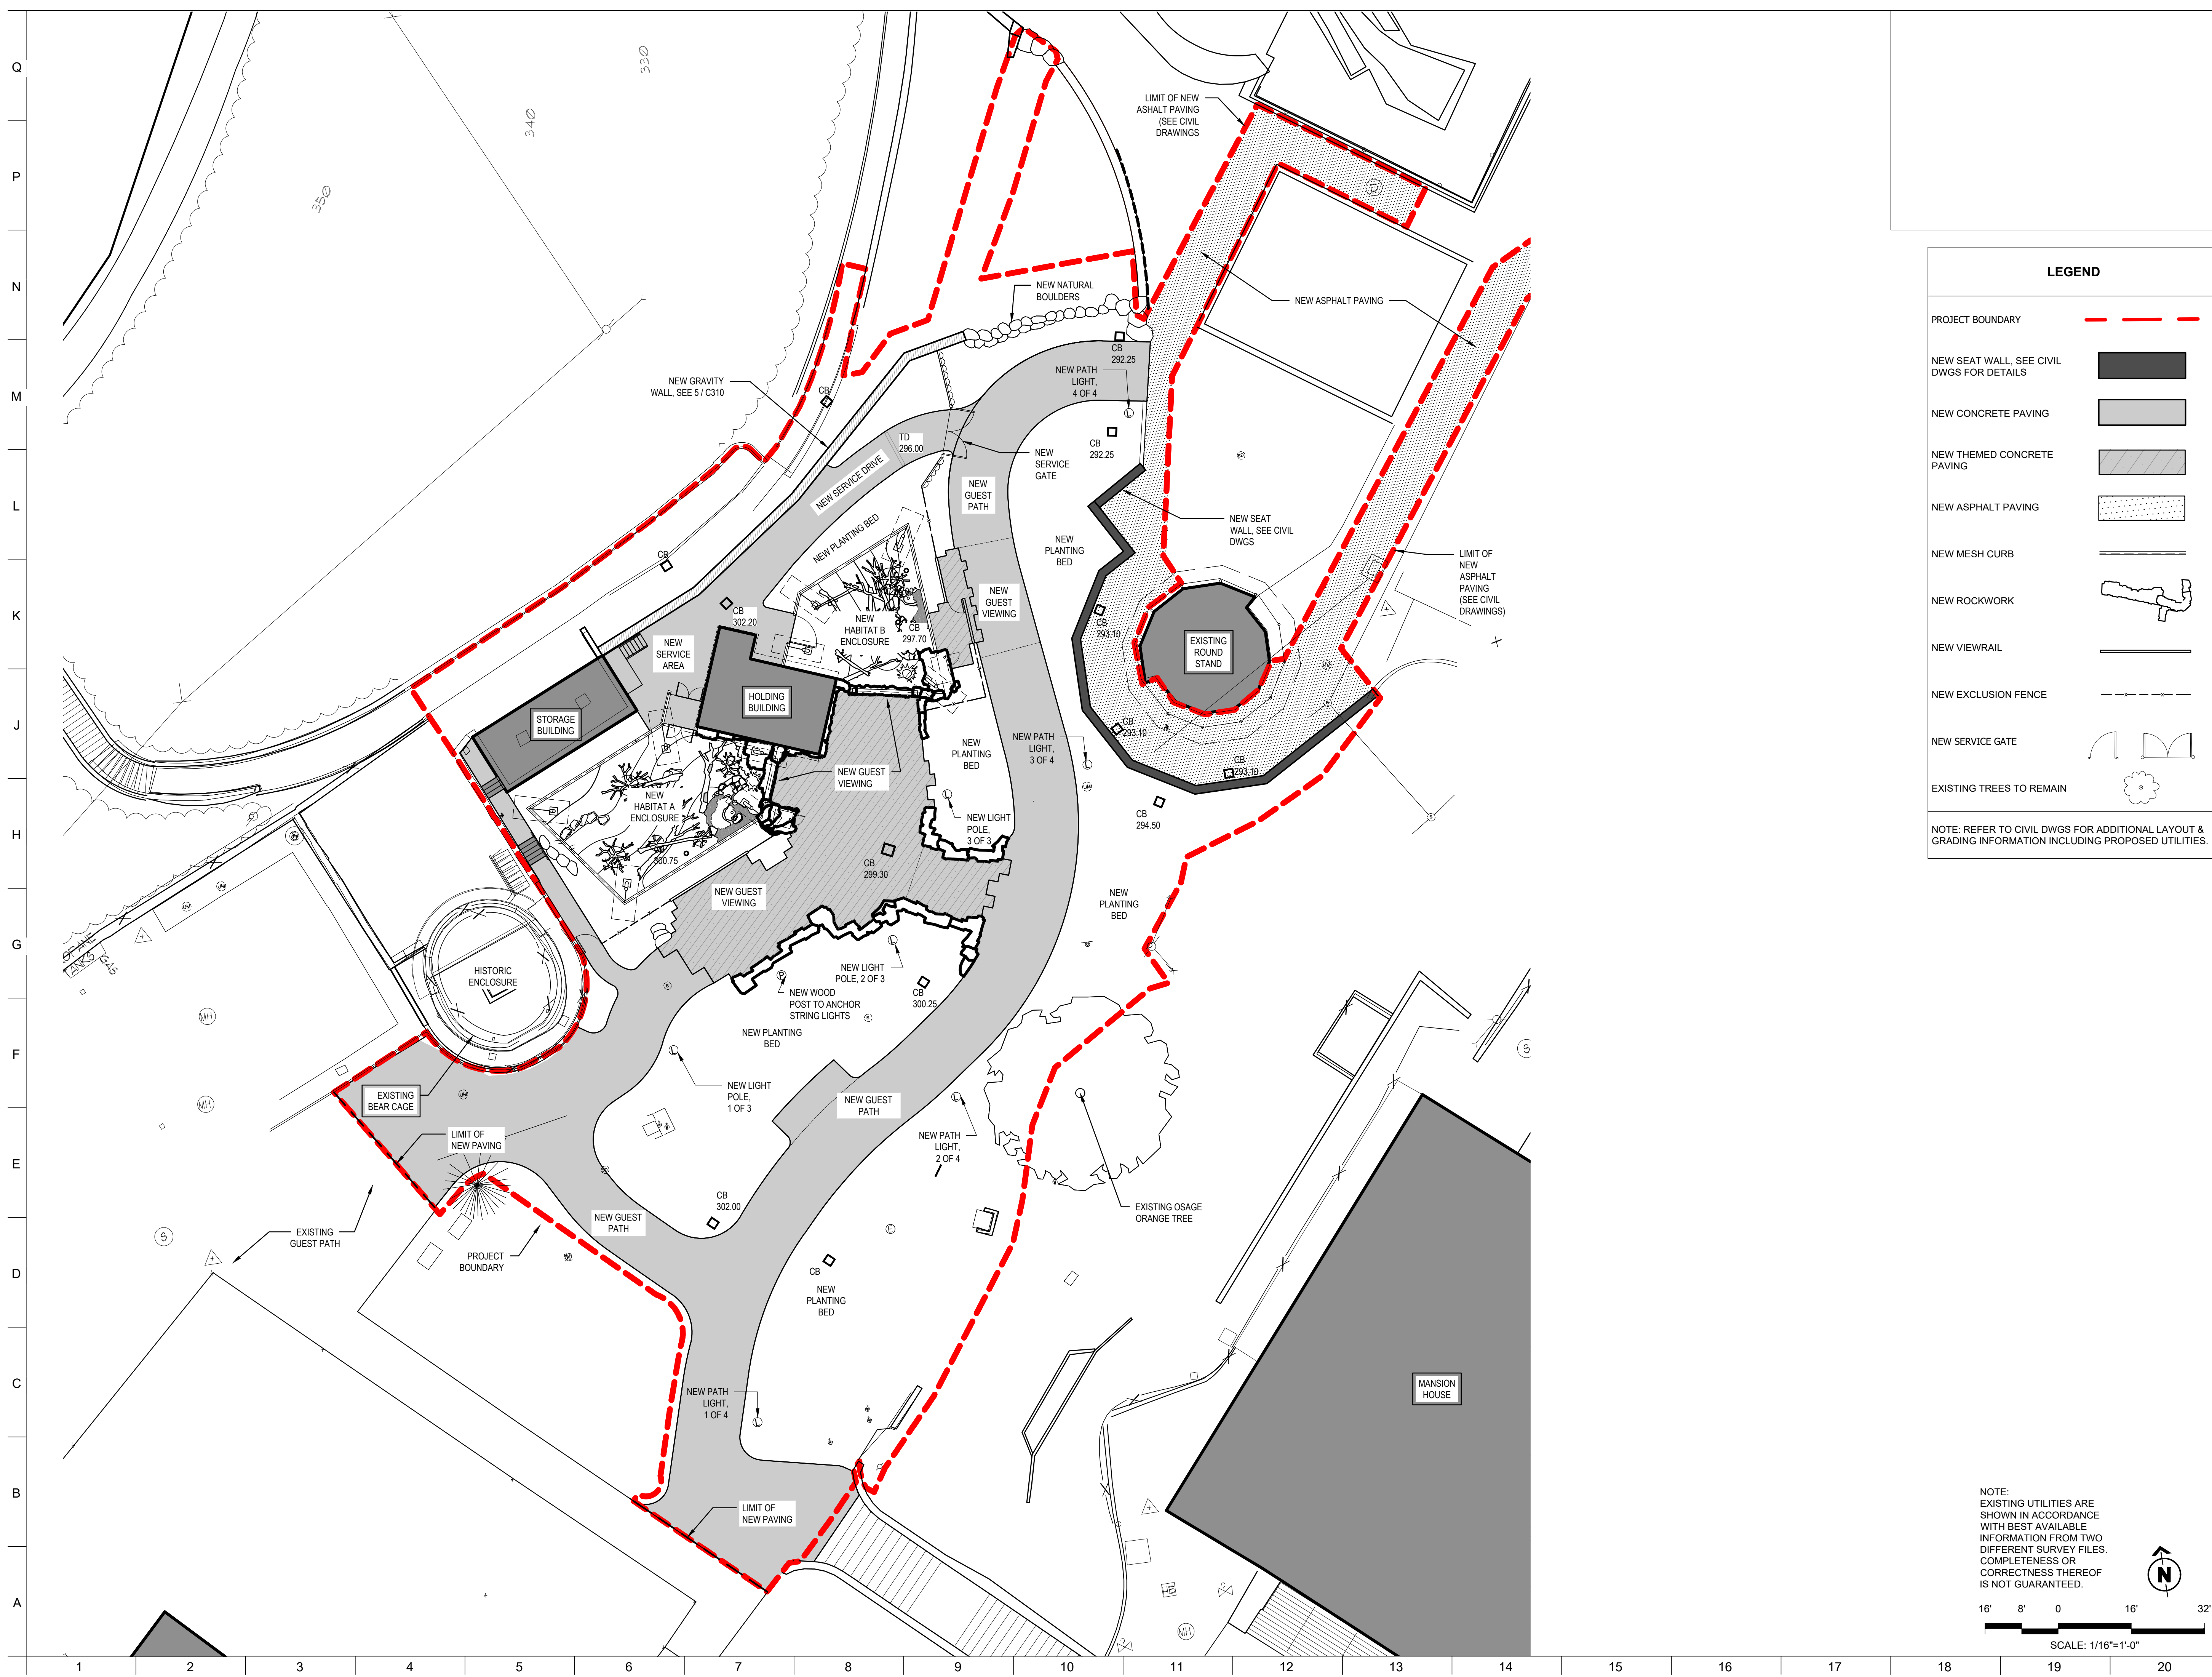 Q
P
N
M
L
K
J
H
G
F
E
D
C
B
A
330
340
350
LIMIT OF NEW
ASHALT PAVING
(SEE CIVIL
DRAWINGS
D
NEW NATURAL
BOULDERS
NEW ASPHALT PAVING
CB
292.25
NEW PATH
LIGHT,
4 OF 4
L
NEW GRAVITY
WALL, SEE 5 / C310
CB
TD
296.00
CB
292.25
NEW
SERVICE
GATE
NEW SERVICE DRIVE
NEW
GUEST
PATH
NEW SEAT
WALL, SEE CIVIL
DWGS
NEW PLANTING BED
NEW
PLANTING
BED
CB
LIMIT OF
NEW
ASPHALT
PAVING
(SEE CIVIL
DRAWINGS)
NEW
GUEST
VIEWING
CB
302.20
NEW
HABITAT B
ENCLOSURE
CB
297.70
CB
293.10
NEW
SERVICE
AREA
EXISTING
ROUND
STAND
HOLDING
BUILDING
STORAGE
BUILDING
CB
293.10
NEW
PLANTING
BED
NEW PATH
LIGHT,
3 OF 4
L
CB
293.10
NEW GUEST
VIEWING
NEW
HABITAT A
ENCLOSURE
L
NEW LIGHT
POLE,
3 OF 3
CB
294.50
300.75
CB
299.30
NEW GUEST
VIEWING
NEW
PLANTING
BED
GAS
HISTORIC
ENCLOSURE
L
NEW LIGHT
POLE, 2 OF 3
P
NEW WOOD
POST TO ANCHOR
STRING LIGHTS
CB
300.25
MH
NEW PLANTING
BED
L
S
NEW LIGHT
POLE,
1 OF 3
EXISTING
BEAR CAGE
MH
NEW GUEST
PATH
L
NEW PATH
LIGHT,
2 OF 4
LIMIT OF
NEW PAVING
CB
302.00
EXISTING OSAGE
ORANGE TREE
NEW GUEST
PATH
E
S
EXISTING
GUEST PATH
PROJECT
BOUNDARY
CB
NEW
PLANTING
BED
NEW PATH
LIGHT,
1 OF 4
L
MANSION
HOUSE
LIMIT OF
NEW PAVING
HB
MH
LEGEND
PROJECT BOUNDARY
NEW SEAT WALL, SEE CIVIL
DWGS FOR DETAILS
NEW CONCRETE PAVING
NEW THEMED CONCRETE
PAVING
NEW ASPHALT PAVING
NEW MESH CURB
NEW ROCKWORK
NEW VIEWRAIL
NEW EXCLUSION FENCE
NEW SERVICE GATE
EXISTING TREES TO REMAIN
NOTE: REFER TO CIVIL DWGS FOR ADDITIONAL LAYOUT &
GRADING INFORMATION INCLUDING PROPOSED UTILITIES.
NOTE:
EXISTING UTILITIES ARE
SHOWN IN ACCORDANCE
WITH BEST AVAILABLE
INFORMATION FROM TWO
DIFFERENT SURVEY FILES.
COMPLETENESS OR
CORRECTNESS THEREOF
IS NOT GUARANTEED.
N
16' 8' 0 16' 32'
SCALE: 1/16"=1'-0"
1 2 3 4 5 6 7 8 9 10 11 12 13 14 15 16 17 18 19 20